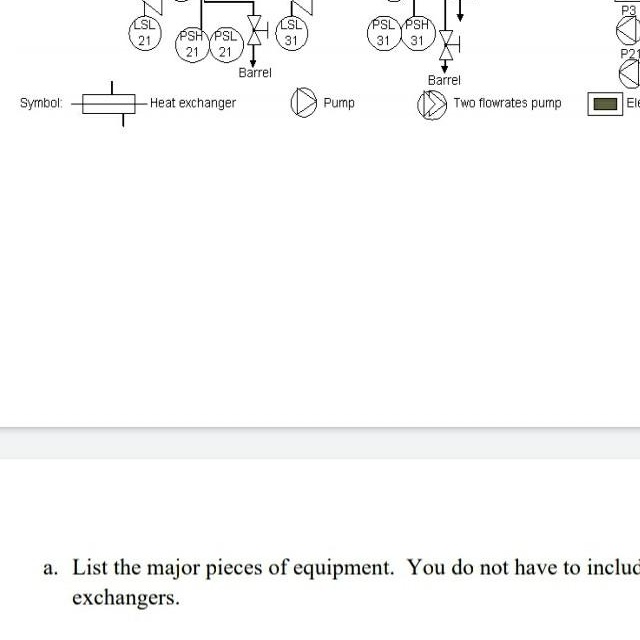 P3
LSL 21
PSH 21
PSL 21
LSL 31
PSL 31
PSH 31
P21
Barrel
Barrel
Symbol: Heat exchanger Pump Two flowrates pump Ele
a. List the major pieces of equipment. You do not have to includ
exchangers.